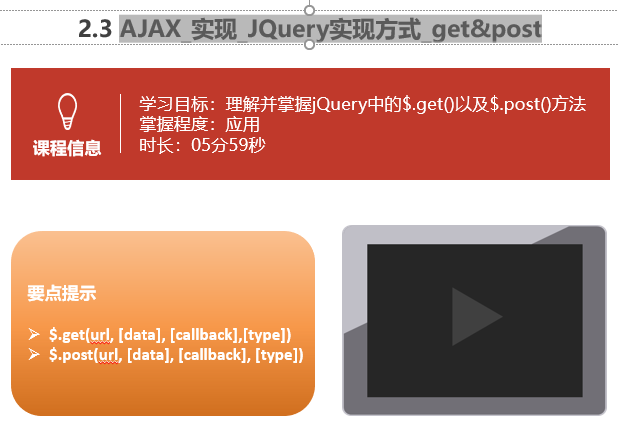 2.3 AJAX_实现_JQuery实现方式_get&post
学习目标：理解并掌握jQuery中的$.get()以及$.post()方法
掌握程度：应用
时长：05分59秒
课程信息
要点提示
➢ $.get(url, [data], [callback],[type])
➢ $.post(url, [data], [callback], [type])